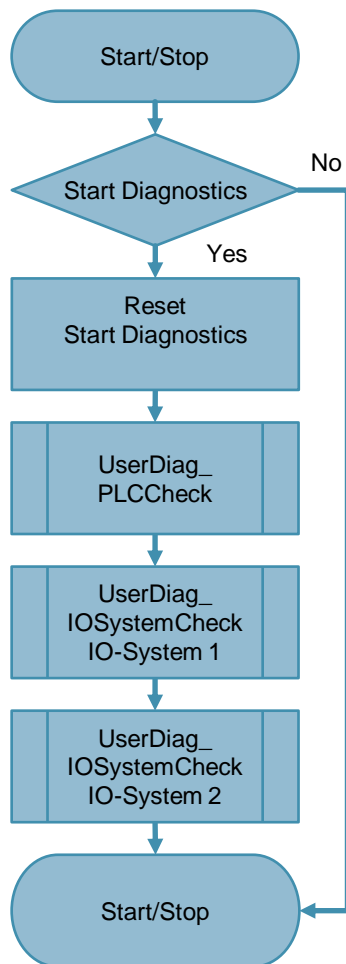 Start/Stop
No
Start Diagnostics
Yes
Reset
Start Diagnostics
UserDiag_
PLCCheck
UserDiag_
IOSystemCheck
IO-System 1
UserDiag_
IOSystemCheck
IO-System 2
Start/Stop